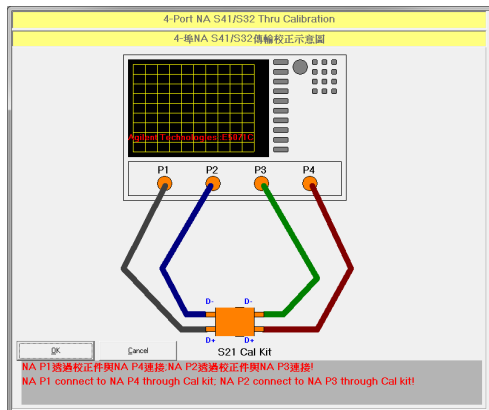 4-Port NA S41/S32 Thru Calibration
4-埠NA S41/S32傳輸校正示意圖
Agilent Technologies E5071C
P1 P2 P3 P4
D- D-
D+ D+
S21 Cal Kit
OK Cancel
NA P1透過校正件與NA P4連接;NA P2透過校正件與NA P3連接!
NA P1 connect to NA P4 through Cal kit; NA P2 connect to NA P3 through Cal kit!